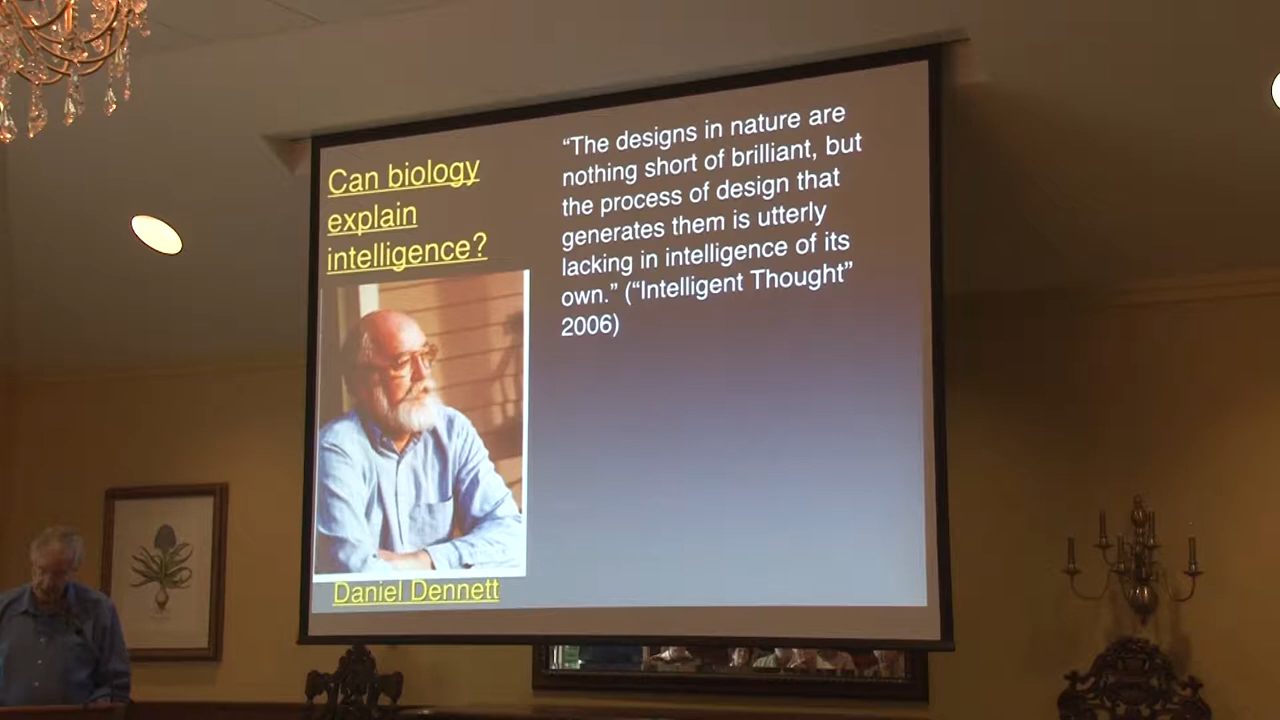 Can biology
explain
intelligence?
Daniel Dennett
“The designs in nature are
nothing short of brilliant, but
the process of design that
generates them is utterly
lacking in intelligence of its
own.” (“Intelligent Thought”
2006)